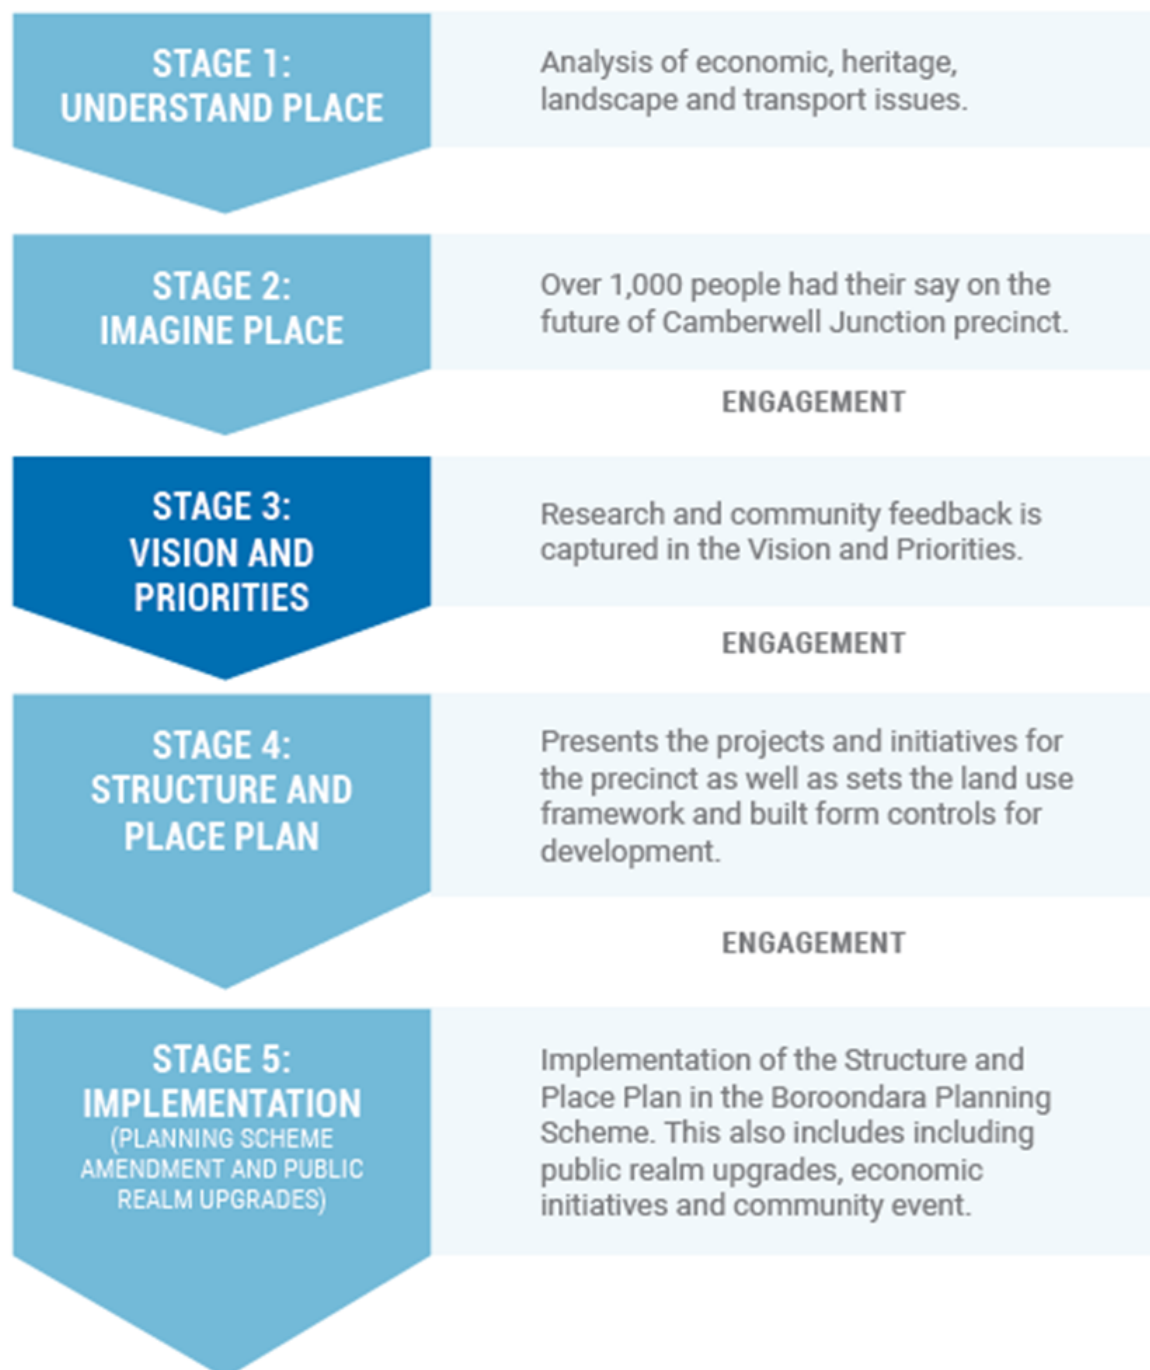 STAGE 1:
UNDERSTAND PLACE
Analysis of economic, heritage,
landscape and transport issues.
STAGE 2:
IMAGINE PLACE
Over 1,000 people had their say on the
future of Camberwell Junction precinct.
ENGAGEMENT
STAGE 3:
VISION AND
PRIORITIES
Research and community feedback is
captured in the Vision and Priorities.
ENGAGEMENT
STAGE 4:
STRUCTURE AND
PLACE PLAN
Presents the projects and initiatives for
the precinct as well as sets the land use
framework and built form controls for
development.
ENGAGEMENT
STAGE 5:
IMPLEMENTATION
(PLANNING SCHEME
AMENDMENT AND PUBLIC
REALM UPGRADES)
Implementation of the Structure and
Place Plan in the Boroondara Planning
Scheme. This also includes including
public realm upgrades, economic
initiatives and community event.